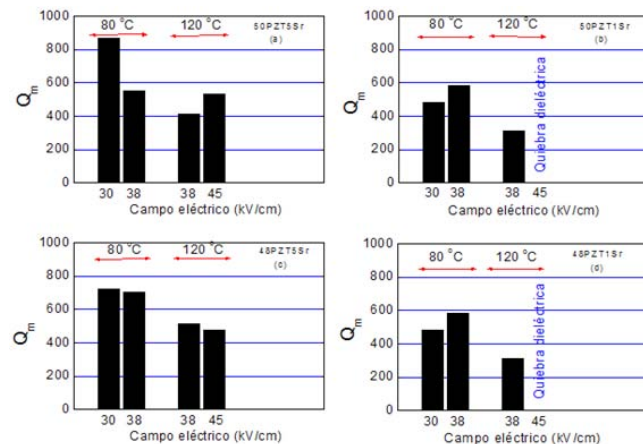 80 °C 120 °C 50PZT5Sr
(a)
1000
800
600
400
200
0
Qm
30 38 38 45
Campo eléctrico (kV/cm)
80 °C 120 °C 50PZT1Sr
(b)
1000
800
600
400
200
0
Qm
Quiebra dieléctrica
30 38 38 45
Campo eléctrico (kV/cm)
80 °C 120 °C 48PZT5Sr
(c)
1000
800
600
400
200
0
Qm
30 38 38 45
Campo eléctrico (kV/cm)
80 °C 120 °C 48PZT1Sr
(d)
1000
800
600
400
200
0
Qm
Quiebra dieléctrica
30 38 38 45
Campo eléctrico (kV/cm)